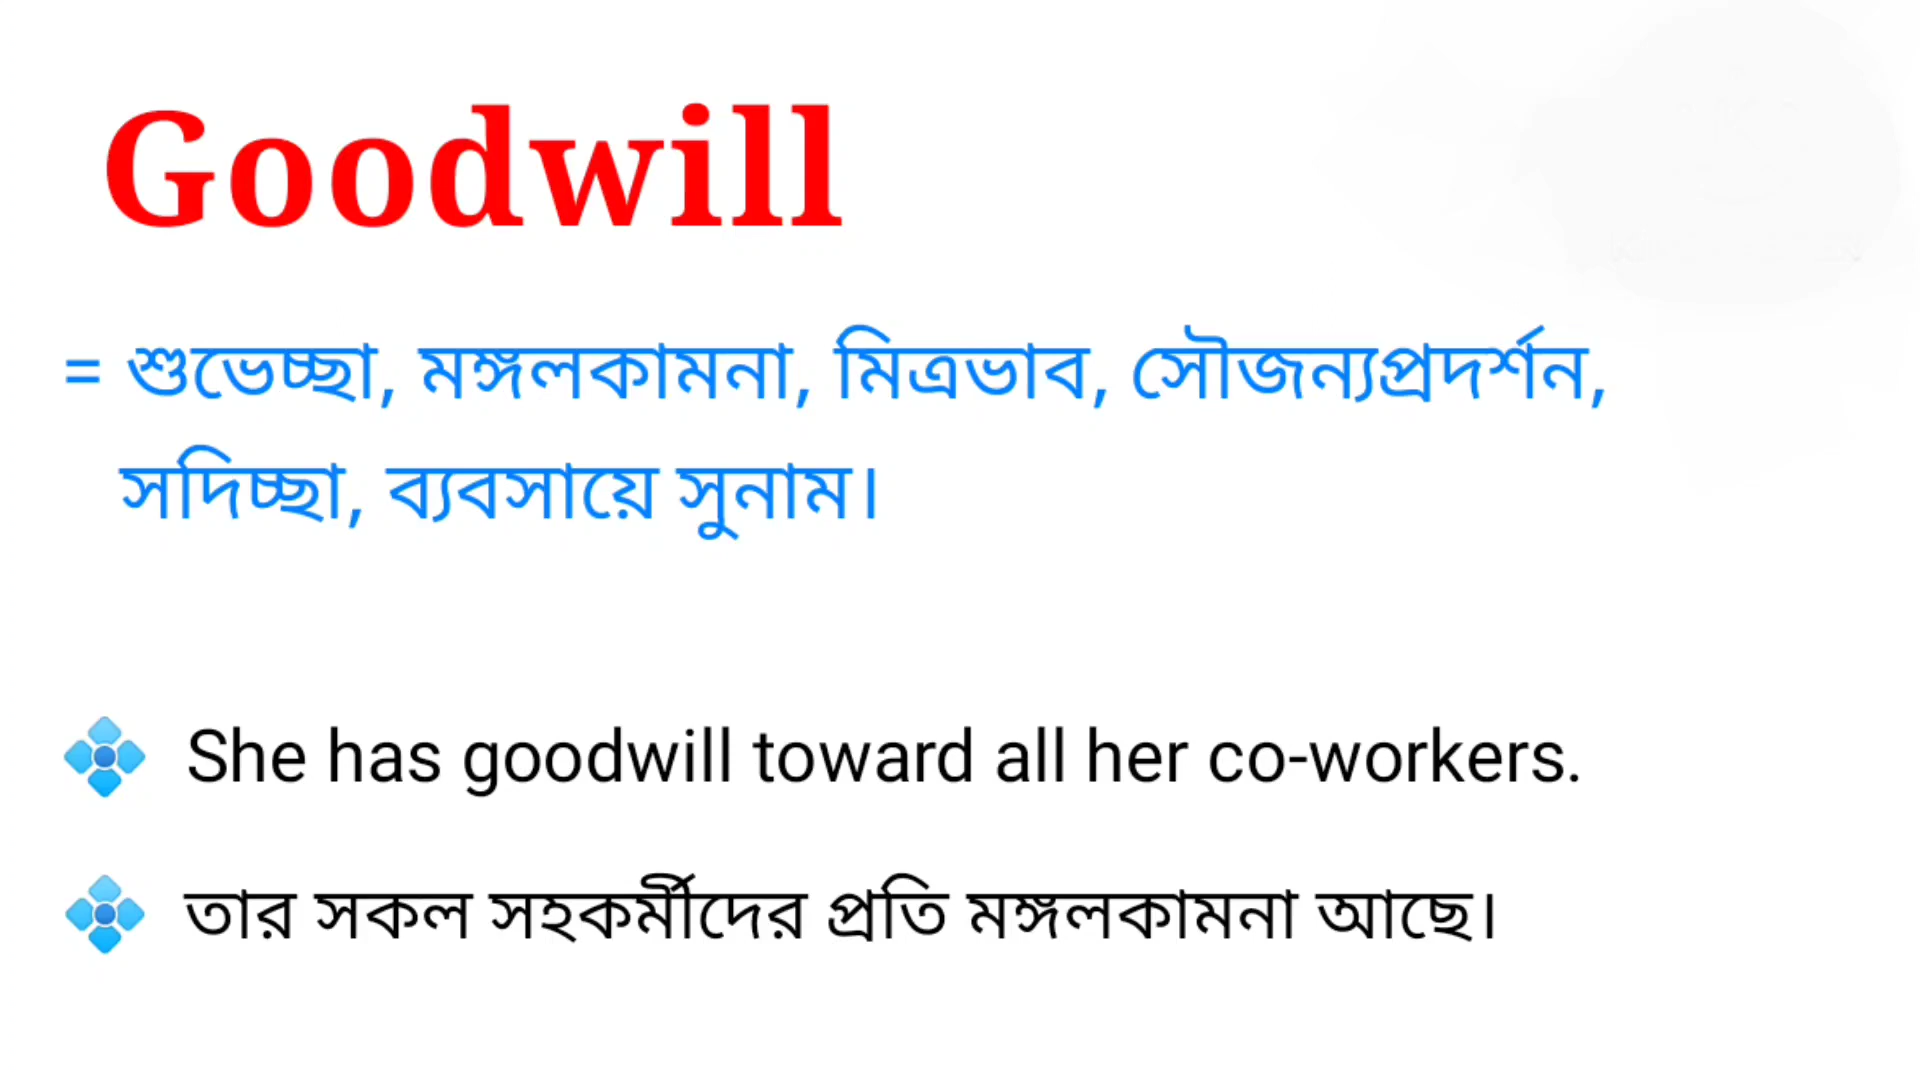 Goodwill
= শুভেচ্ছা, মঙ্গলকামনা, মিত্রভাব, সৌজন্যপ্রদর্শন,
সদিচ্ছা, ব্যবসায়ে সুনাম।
She has goodwill toward all her co-workers.
তার সকল সহকর্মীদের প্রতি মঙ্গলকামনা আছে।